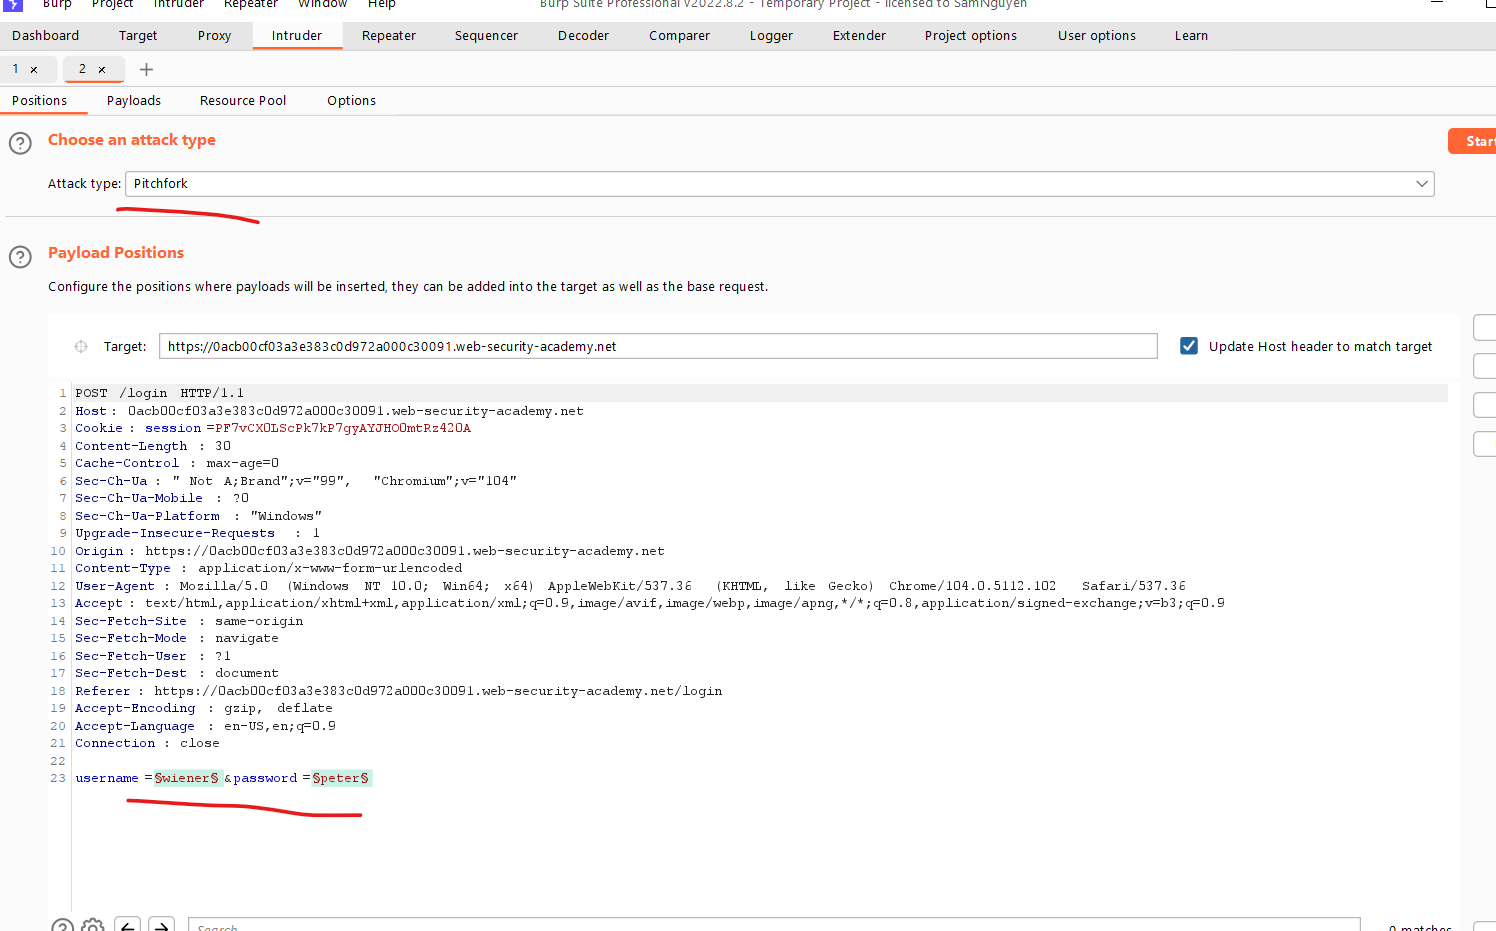 Burp Project Intruder Repeater Window Help Burp Suite Professional v2022.8.2 - Temporary Project - licensed to SamNguyen
Dashboard Target Proxy Intruder Repeater Sequencer Decoder Comparer Logger Extender Project options User options Learn
1 × 2 × +
Positions Payloads Resource Pool Options
? Choose an attack type
Start
Attack type: Pitchfork
? Payload Positions
Configure the positions where payloads will be inserted, they can be added into the target as well as the base request.
Target: https://0acb00cf03a3e383c0d972a000c30091.web-security-academy.net Update Host header to match target
1 POST /login HTTP/1.1
2 Host: 0acb00cf03a3e383c0d972a000c30091.web-security-academy.net
3 Cookie: session=PF7vCX0LScPk7kP7gyAYJHO0mtRz420A
4 Content-Length: 30
5 Cache-Control: max-age=0
6 Sec-Ch-Ua: " Not A;Brand";v="99", "Chromium";v="104"
7 Sec-Ch-Ua-Mobile: ?0
8 Sec-Ch-Ua-Platform: "Windows"
9 Upgrade-Insecure-Requests: 1
10 Origin: https://0acb00cf03a3e383c0d972a000c30091.web-security-academy.net
11 Content-Type: application/x-www-form-urlencoded
12 User-Agent: Mozilla/5.0 (Windows NT 10.0; Win64; x64) AppleWebKit/537.36 (KHTML, like Gecko) Chrome/104.0.5112.102 Safari/537.36
13 Accept: text/html,application/xhtml+xml,application/xml;q=0.9,image/avif,image/webp,image/apng,*/*;q=0.8,application/signed-exchange;v=b3;q=0.9
14 Sec-Fetch-Site: same-origin
15 Sec-Fetch-Mode: navigate
16 Sec-Fetch-User: ?1
17 Sec-Fetch-Dest: document
18 Referer: https://0acb00cf03a3e383c0d972a000c30091.web-security-academy.net/login
19 Accept-Encoding: gzip, deflate
20 Accept-Language: en-US,en;q=0.9
21 Connection: close
22
23 username=§wiener§&password=§peter§
? Search 0 matches